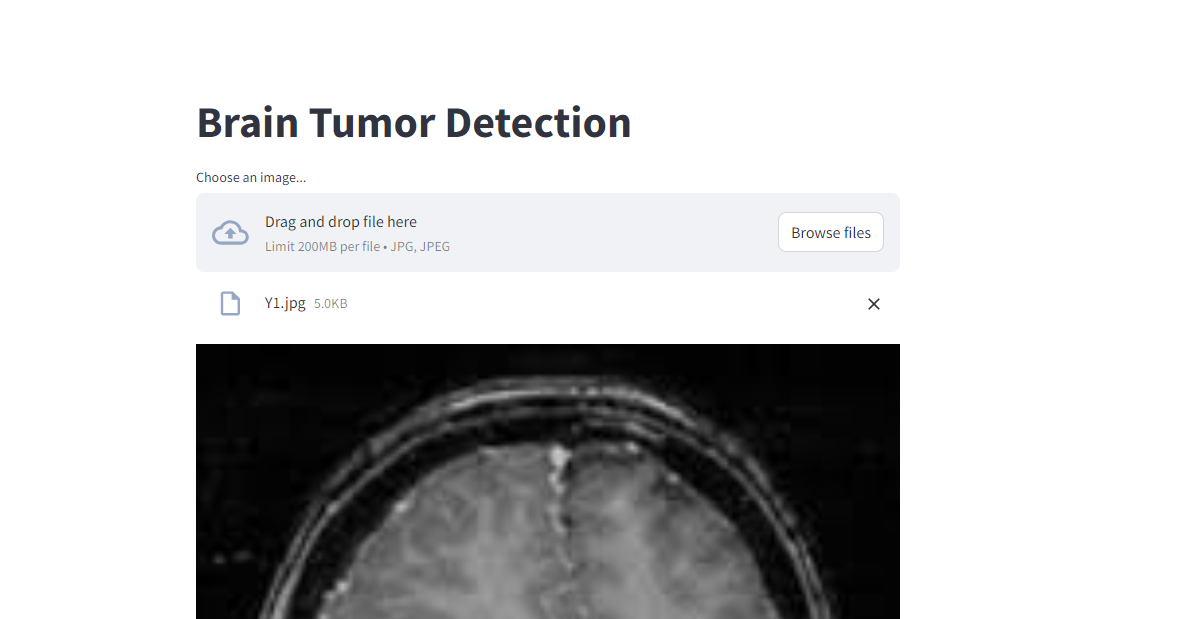 Brain Tumor Detection
Choose an image...
Drag and drop file here
Limit 200MB per file • JPG, JPEG
Browse files
Y1.jpg 5.0KB